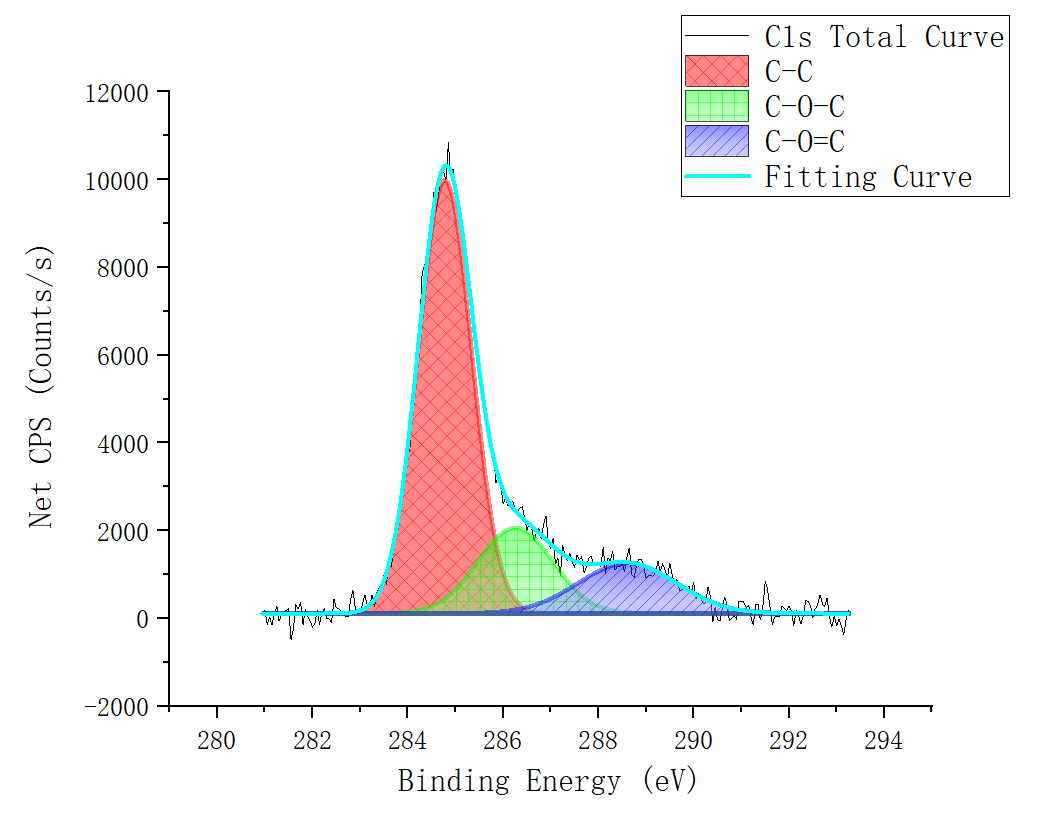 C1s Total Curve
C-C
C-O-C
C-O=C
Fitting Curve
12000
10000
8000
6000
4000
2000
0
-2000
Net CPS (Counts/s)
280 282 284 286 288 290 292 294
Binding Energy (eV)